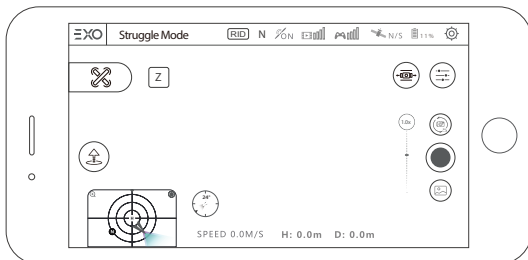 EXO Struggle Mode RID N ON N/S 11%
Z
1.0x
24°
SPEED 0.0M/S H: 0.0m D: 0.0m